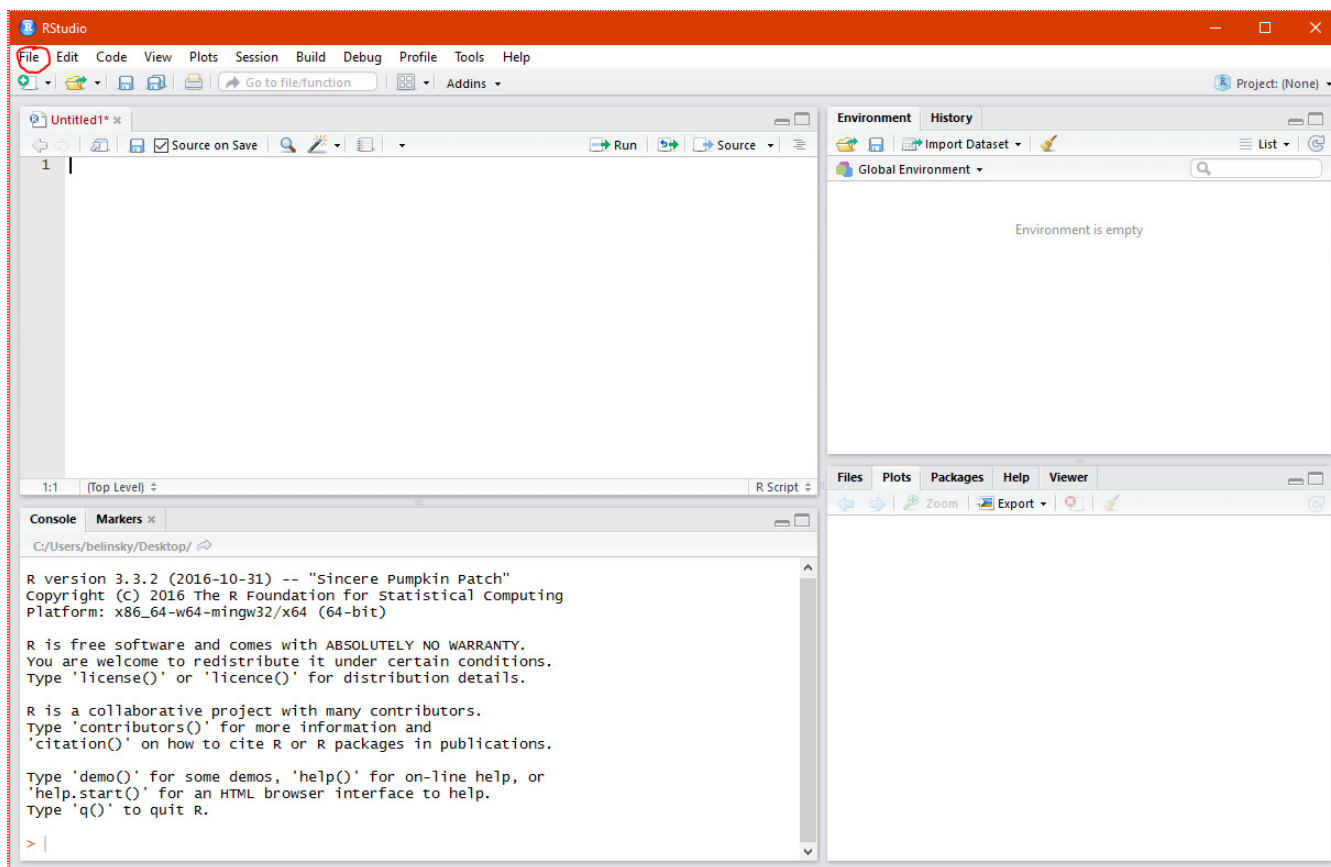 RStudio
File Edit Code View Plots Session Build Debug Profile Tools Help
Go to file/function Addins Project: (None)
Untitled1*
Source on Save Run Source
1
1:1 (Top Level) R Script
Console Markers
C:/Users/belinsky/Desktop/
R version 3.3.2 (2016-10-31) -- "Sincere Pumpkin Patch"
Copyright (C) 2016 The R Foundation for Statistical Computing
Platform: x86_64-w64-mingw32/x64 (64-bit)
R is free software and comes with ABSOLUTELY NO WARRANTY.
You are welcome to redistribute it under certain conditions.
Type 'license()' or 'licence()' for distribution details.
R is a collaborative project with many contributors.
Type 'contributors()' for more information and
'citation()' on how to cite R or R packages in publications.
Type 'demo()' for some demos, 'help()' for on-line help, or
'help.start()' for an HTML browser interface to help.
Type 'q()' to quit R.
>
Environment History
Import Dataset List
Global Environment
Environment is empty
Files Plots Packages Help Viewer
Zoom Export